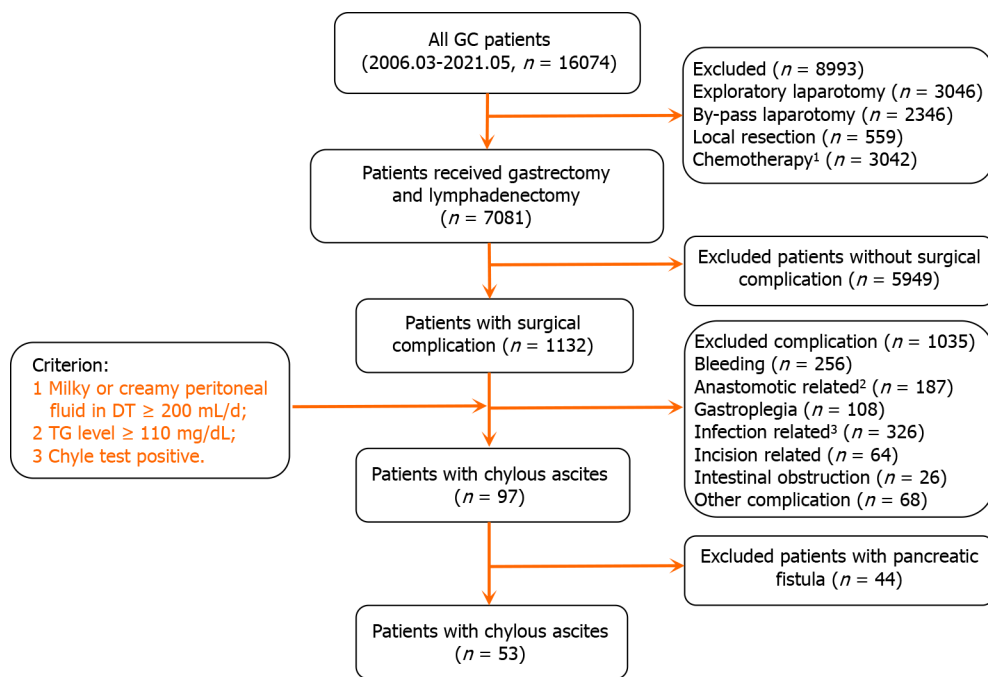 All GC patients
(2006.03-2021.05, n = 16074)
Excluded (n = 8993)
Exploratory laparotomy (n = 3046)
By-pass laparotomy (n = 2346)
Local resection (n = 559)
Chemotherapy¹ (n = 3042)
Patients received gastrectomy
and lymphadenectomy
(n = 7081)
Excluded patients without surgical
complication (n = 5949)
Patients with surgical
complication (n = 1132)
Criterion:
1 Milky or creamy peritoneal
fluid in DT ≥ 200 mL/d;
2 TG level ≥ 110 mg/dL;
3 Chyle test positive.
Excluded complication (n = 1035)
Bleeding (n = 256)
Anastomotic related² (n = 187)
Gastroplegia (n = 108)
Infection related³ (n = 326)
Incision related (n = 64)
Intestinal obstruction (n = 26)
Other complication (n = 68)
Patients with chylous ascites
(n = 97)
Excluded patients with pancreatic
fistula (n = 44)
Patients with chylous ascites
(n = 53)